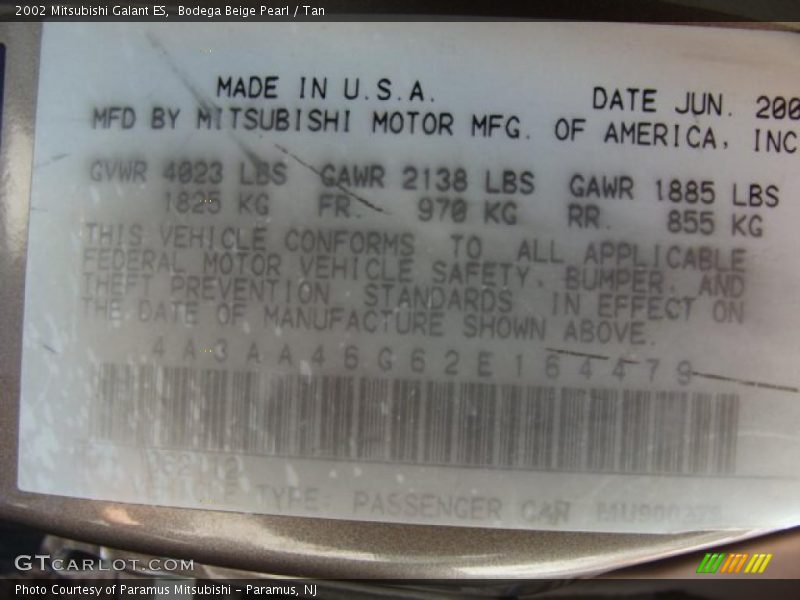 2002 Mitsubishi Galant ES, Bodega Beige Pearl / Tan
MADE IN U.S.A. DATE JUN. 200
MFD BY MITSUBISHI MOTOR MFG. OF AMERICA, INC
GVWR 4023 LBS GAWR 2138 LBS GAWR 1885 LBS
1825 KG FR. 970 KG RR. 855 KG
THIS VEHICLE CONFORMS TO ALL APPLICABLE
FEDERAL MOTOR VEHICLE SAFETY, BUMPER, AND
THEFT PREVENTION STANDARDS IN EFFECT ON
THE DATE OF MANUFACTURE SHOWN ABOVE.
4A3AA46G62E164479
TYPE: PASSENGER CAR
GTCARLOT.COM
Photo Courtesy of Paramus Mitsubishi - Paramus, NJ